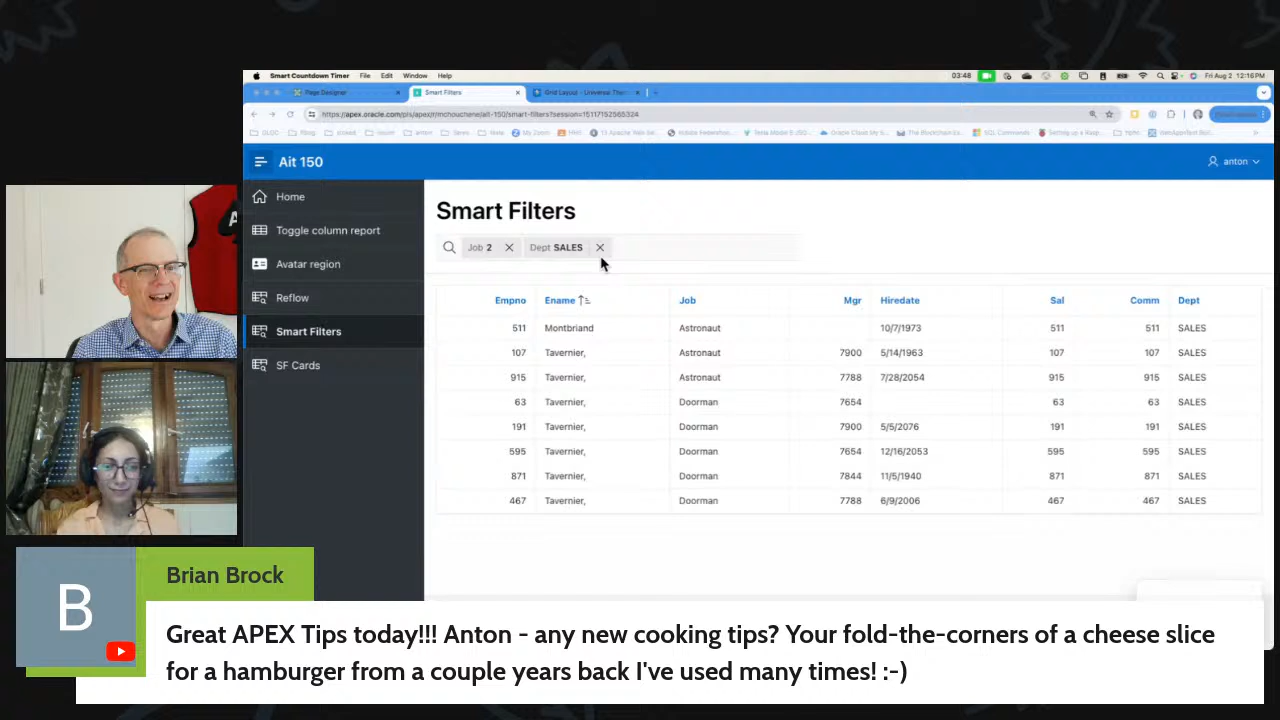 Smart Countdown Timer File Edit Window Help 03:48 Fri Aug 2 12:16 PM
Page Designer Smart Filters Grid Layout - Universal The
Ait 150 anton
Home
Toggle column report
Avatar region
Reflow
Smart Filters
SF Cards
Smart Filters
Job 2 Dept SALES
Empno Ename Job Mgr Hiredate Sal Comm Dept
511 Montbriand Astronaut 10/7/1973 511 511 SALES
107 Tavernier, Astronaut 7900 5/14/1963 107 107 SALES
915 Tavernier, Astronaut 7788 7/28/2054 915 915 SALES
63 Tavernier, Doorman 7654 63 63 SALES
191 Tavernier, Doorman 7900 5/5/2076 191 191 SALES
595 Tavernier, Doorman 7654 12/16/2053 595 595 SALES
871 Tavernier, Doorman 7844 11/5/1940 871 871 SALES
467 Tavernier, Doorman 7788 6/9/2006 467 467 SALES
B
Brian Brock
Great APEX Tips today!!! Anton - any new cooking tips? Your fold-the-corners of a cheese slice
for a hamburger from a couple years back I've used many times! :-)